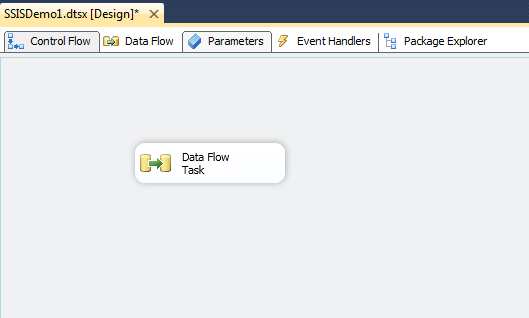 SSISDemo1.dtsx [Design]*
Control Flow Data Flow Parameters Event Handlers Package Explorer
Data Flow
Task